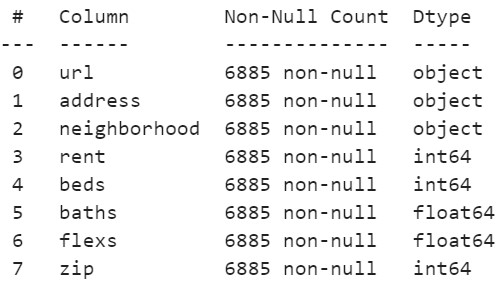 #   Column        Non-Null Count  Dtype
---  ------        --------------  -----
 0   url           6885 non-null   object
 1   address       6885 non-null   object
 2   neighborhood  6885 non-null   object
 3   rent          6885 non-null   int64
 4   beds          6885 non-null   int64
 5   baths         6885 non-null   float64
 6   flexs         6885 non-null   float64
 7   zip           6885 non-null   int64